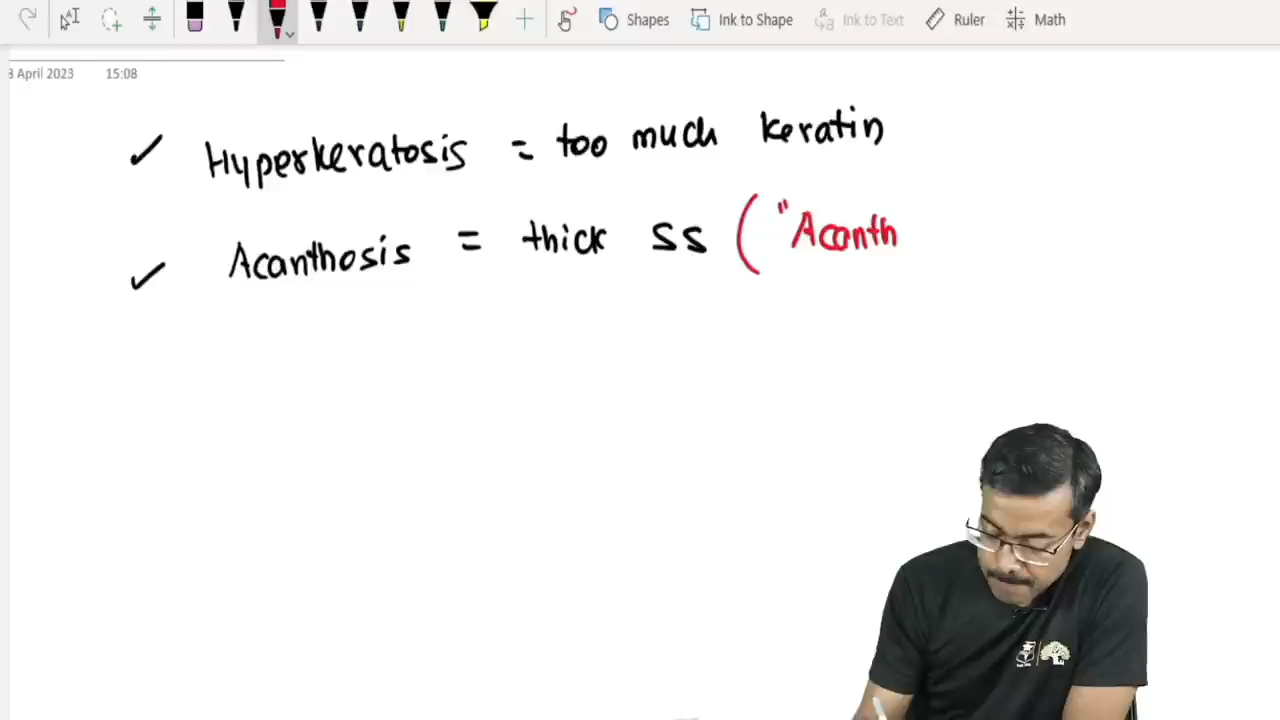 Shapes Ink to Shape Ink to Text Ruler Math
8 April 2023 15:08
Hyperkeratosis = too much keratin
Acanthosis = thick ss ("Acanth